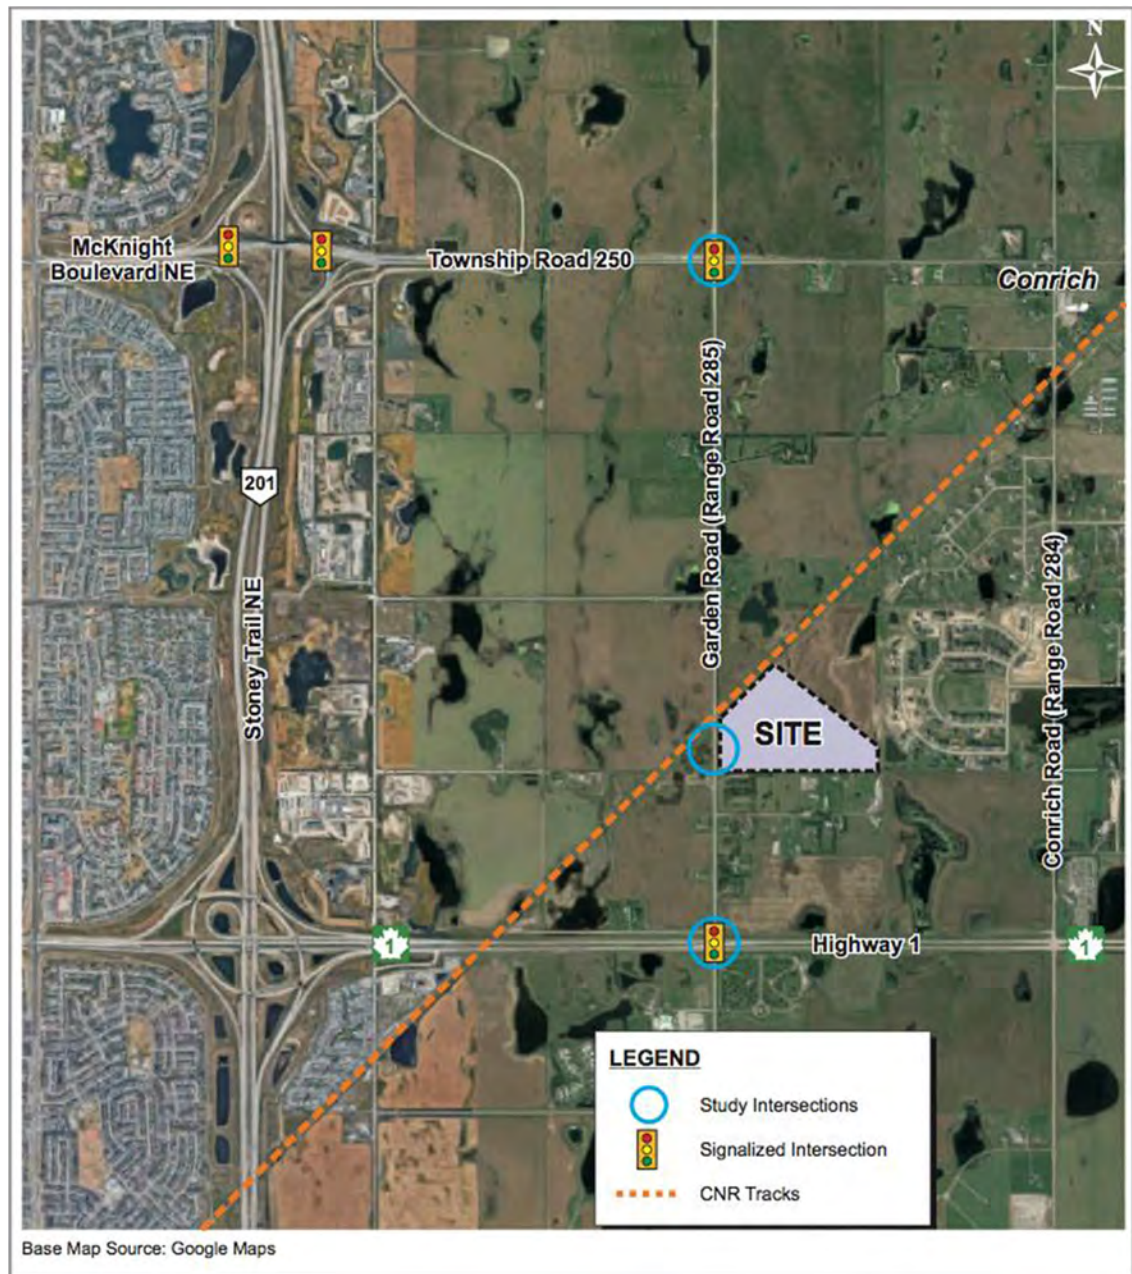 N
McKnight
Boulevard NE
Township Road 250
Conrich
Garden Road (Range Road 285)
201
Stoney Trail NE
SITE
Conrich Road (Range Road 284)
1
Highway 1
1
LEGEND
Study Intersections
Signalized Intersection
CNR Tracks
Base Map Source: Google Maps